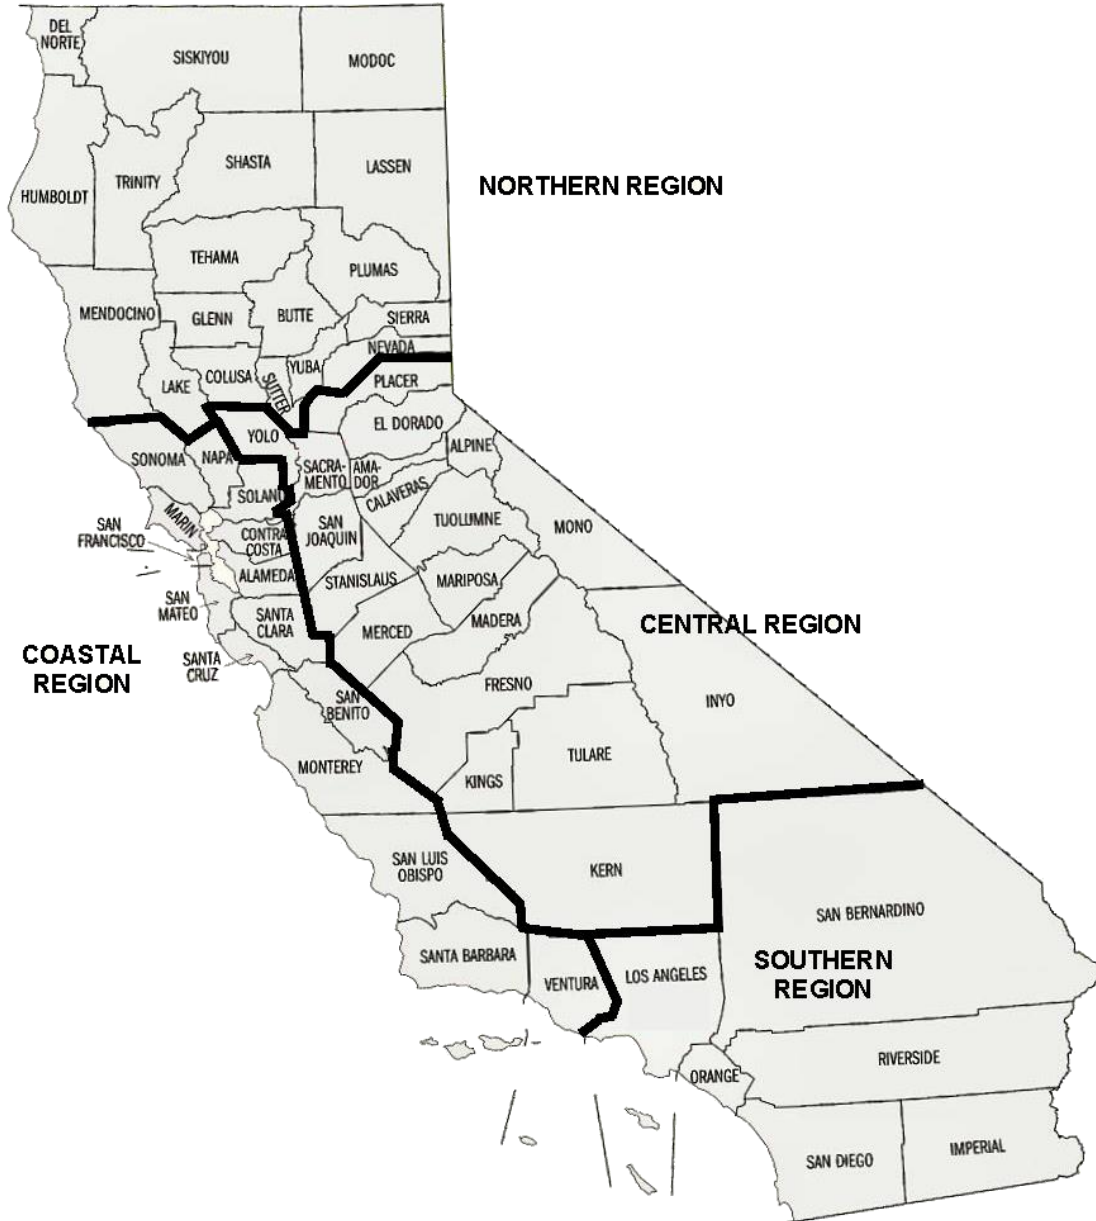 DEL
NORTE
SISKIYOU
MODOC
HUMBOLDT
TRINITY
SHASTA
LASSEN
NORTHERN REGION
TEHAMA
PLUMAS
MENDOCINO
GLENN
BUTTE
SIERRA
NEVADA
LAKE
COLUSA
SUTTER
YUBA
PLACER
YOLO
EL DORADO
SONOMA
NAPA
SACRA-
MENTO
AMA-
DOR
ALPINE
SOLANO
CALAVERAS
MARIN
SAN
FRANCISCO
CONTRA
COSTA
SAN
JOAQUIN
TUOLUMNE
MONO
ALAMEDA
STANISLAUS
MARIPOSA
SAN
MATEO
SANTA
CLARA
MERCED
MADERA
CENTRAL REGION
COASTAL
REGION
SANTA
CRUZ
SAN
BENITO
FRESNO
INYO
MONTEREY
KINGS
TULARE
SAN LUIS
OBISPO
KERN
SAN BERNARDINO
SANTA BARBARA
VENTURA
LOS ANGELES
SOUTHERN
REGION
ORANGE
RIVERSIDE
SAN DIEGO
IMPERIAL